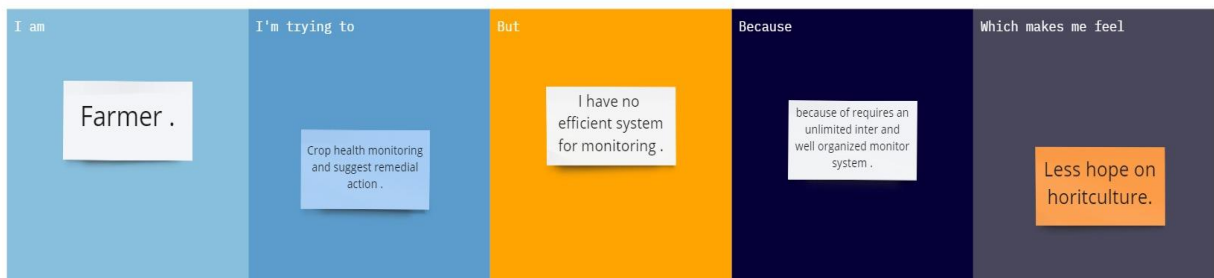 I am
Farmer .
I'm trying to
Crop health monitoring
and suggest remedial
action .
But
I have no
efficient system
for monitoring .
Because
because of requires an
unlimited inter and
well organized monitor
system .
Which makes me feel
Less hope on
horitculture.